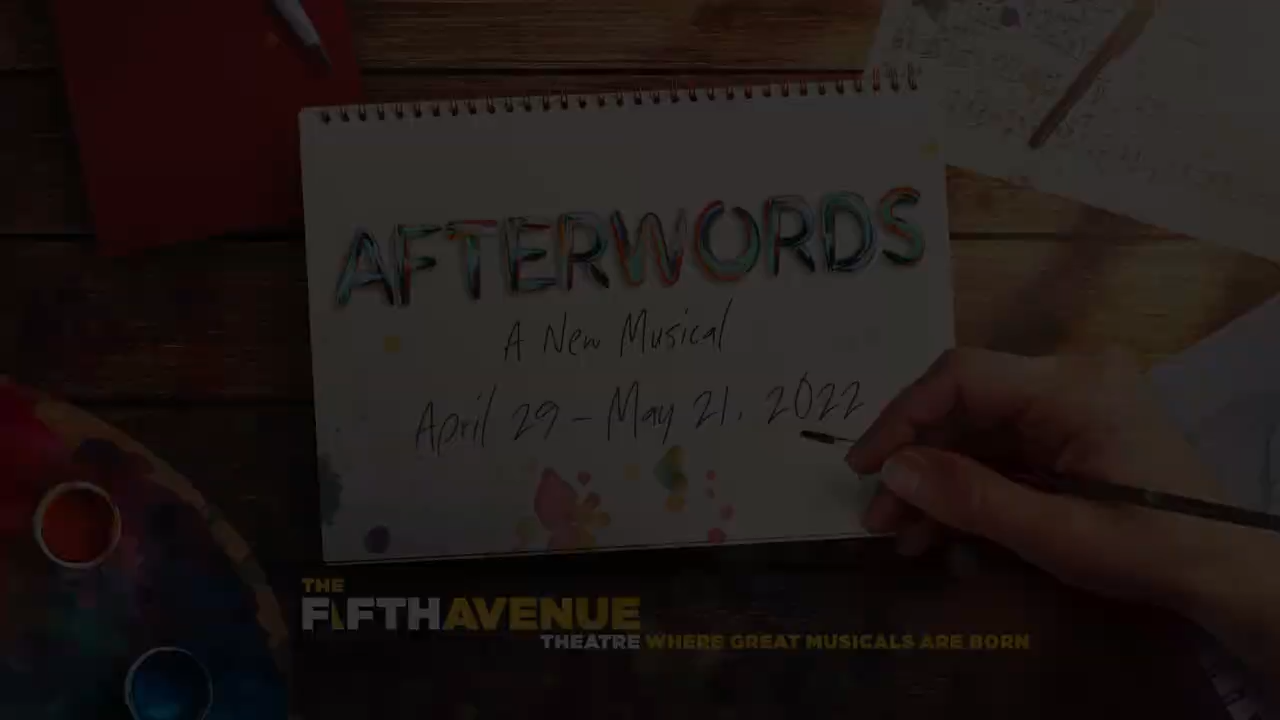 AFTERWORDS
A New Musical
April 29 - May 21, 2022
THE
FIFTH AVENUE
THEATRE WHERE GREAT MUSICALS ARE BORN